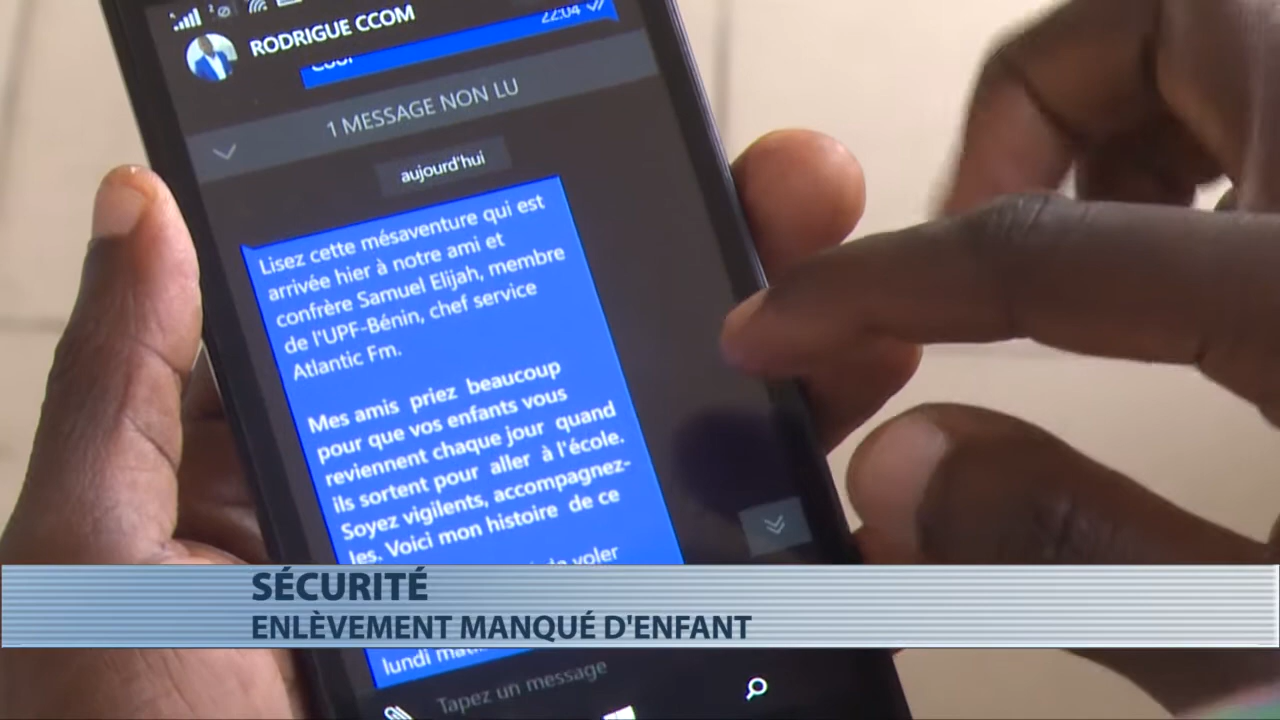 RODRIGUE CCOM
Cool
22:04
1 MESSAGE NON LU
aujourd'hui
Lisez cette mésaventure qui est
arrivée hier à notre ami et
confrère Samuel Elijah, membre
de l'UPF-Bénin, chef service
Atlantic Fm.
Mes amis priez beaucoup
pour que vos enfants vous
reviennent chaque jour quand
ils sortent pour aller à l'école.
Soyez vigilents, accompagnez-
les. Voici mon histoire de ce
de voler
SÉCURITÉ
ENLÈVEMENT MANQUÉ D'ENFANT
lundi
Tapez un message